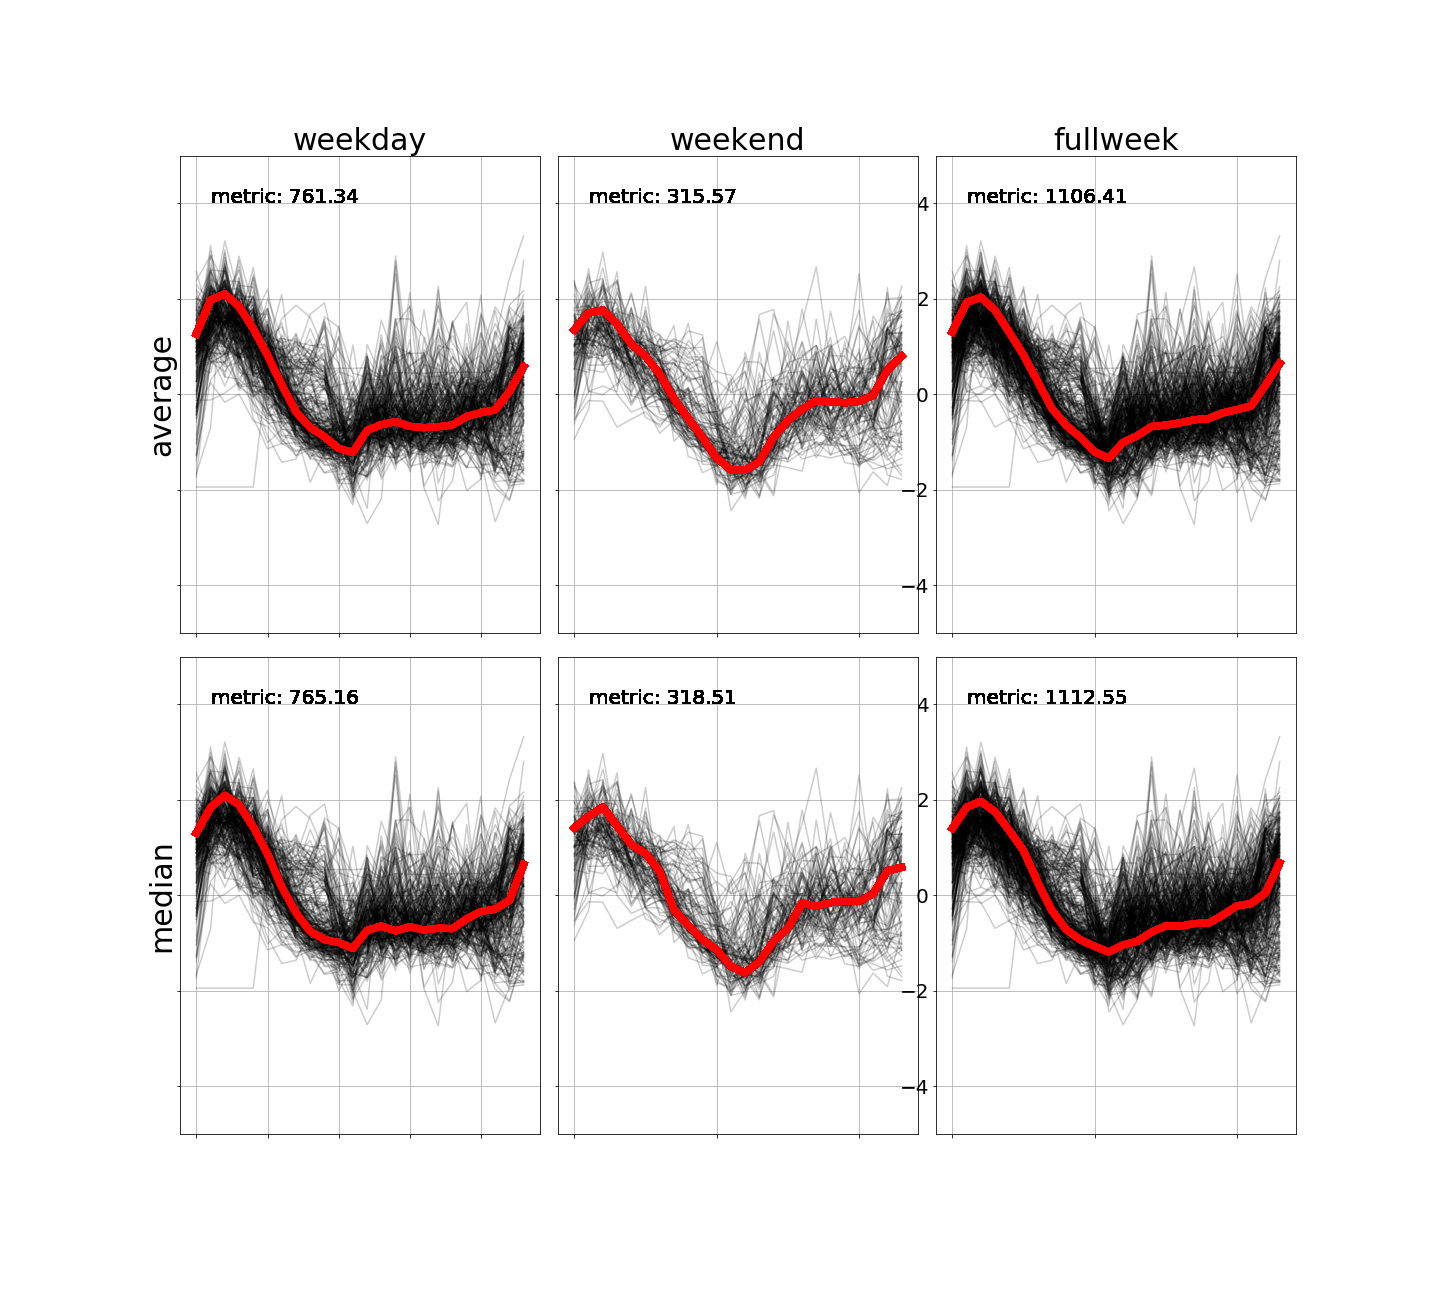 weekday weekend fullweek
average
metric: 761.34
metric: 315.57
metric: 1106.41
4
2
0
−2
−4
median
metric: 765.16
metric: 318.51
metric: 1112.55
4
2
0
−2
−4